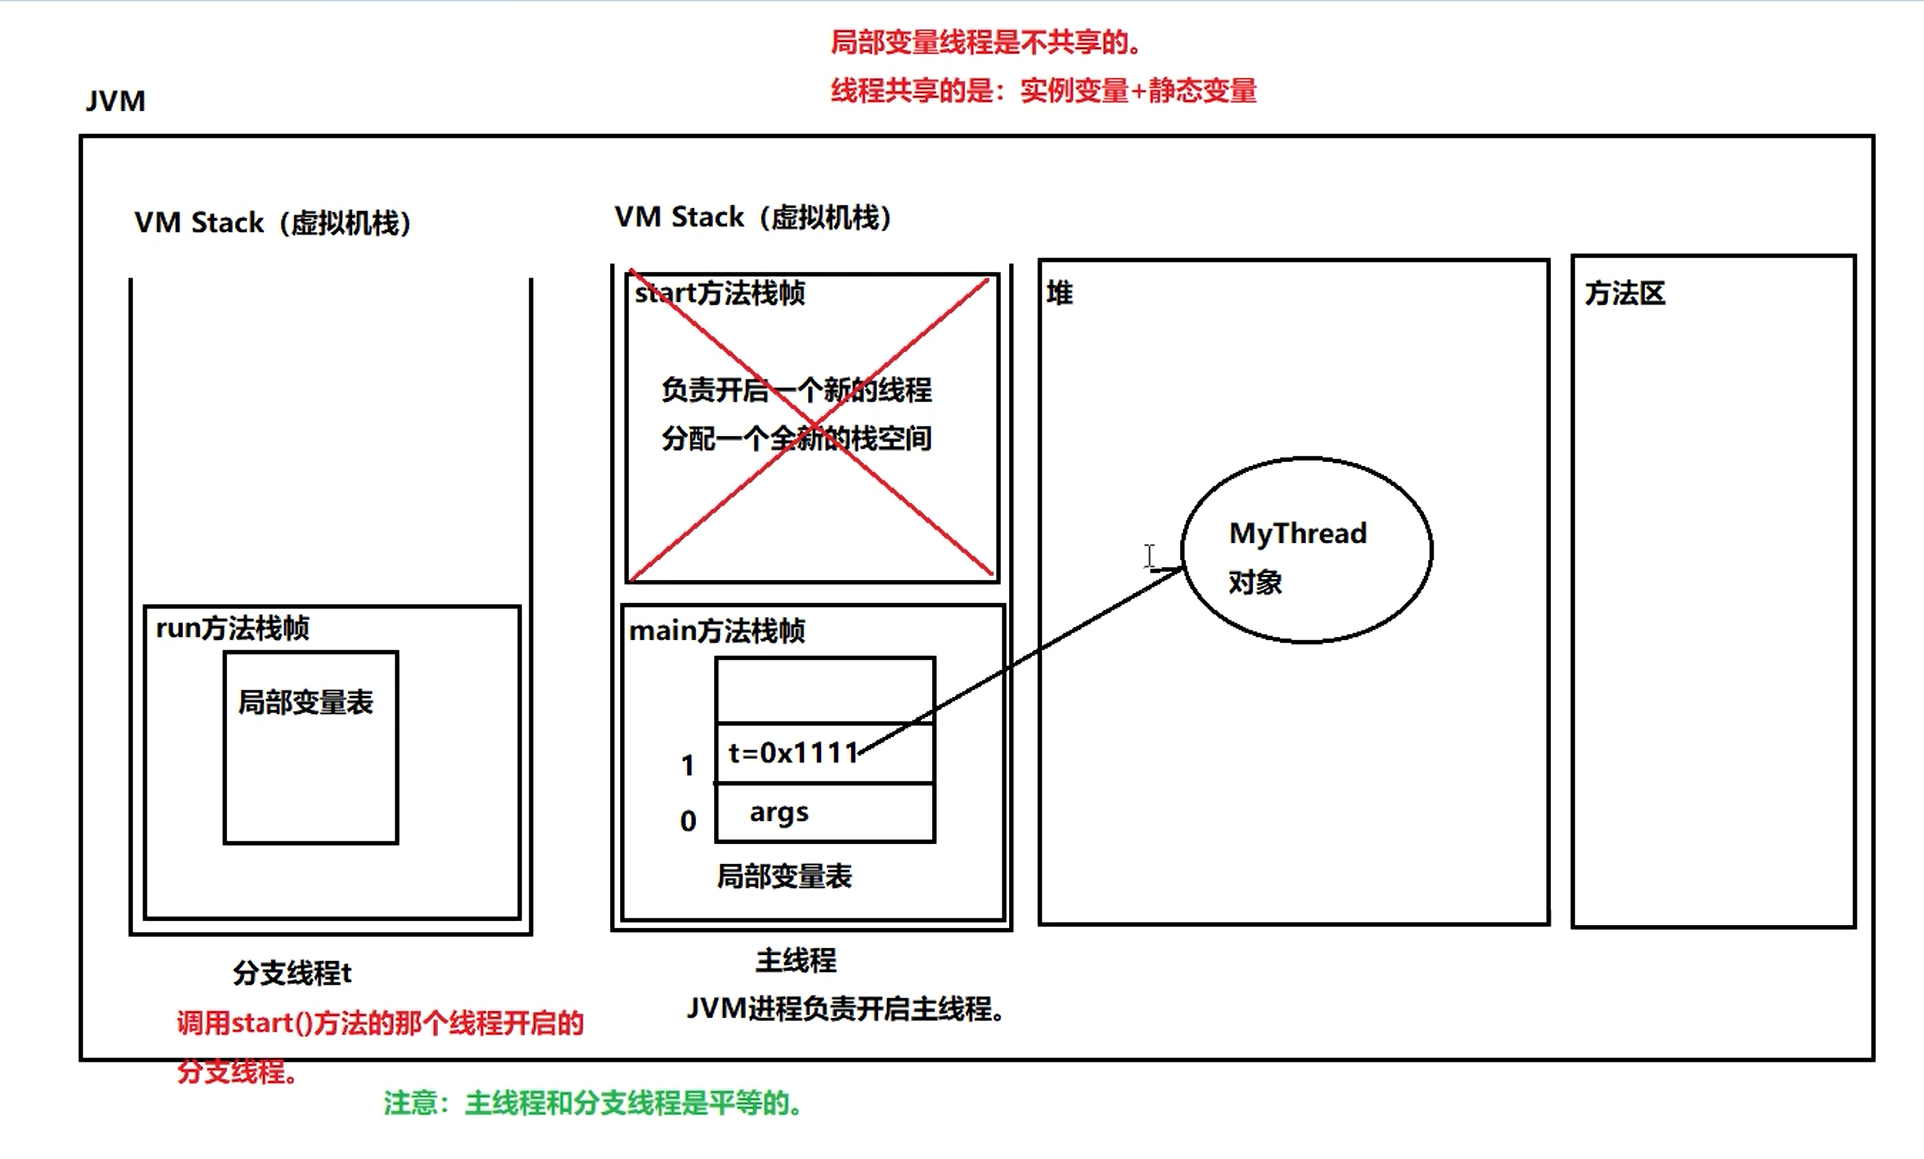 局部变量线程是不共享的。
线程共享的是：实例变量+静态变量
JVM
VM Stack（虚拟机栈）
VM Stack（虚拟机栈）
start方法栈帧
负责开启一个新的线程
分配一个全新的栈空间
堆
方法区
MyThread
对象
run方法栈帧
局部变量表
main方法栈帧
1
t=0x1111
0
args
局部变量表
分支线程t
主线程
JVM进程负责开启主线程。
调用start()方法的那个线程开启的
分支线程。
注意：主线程和分支线程是平等的。